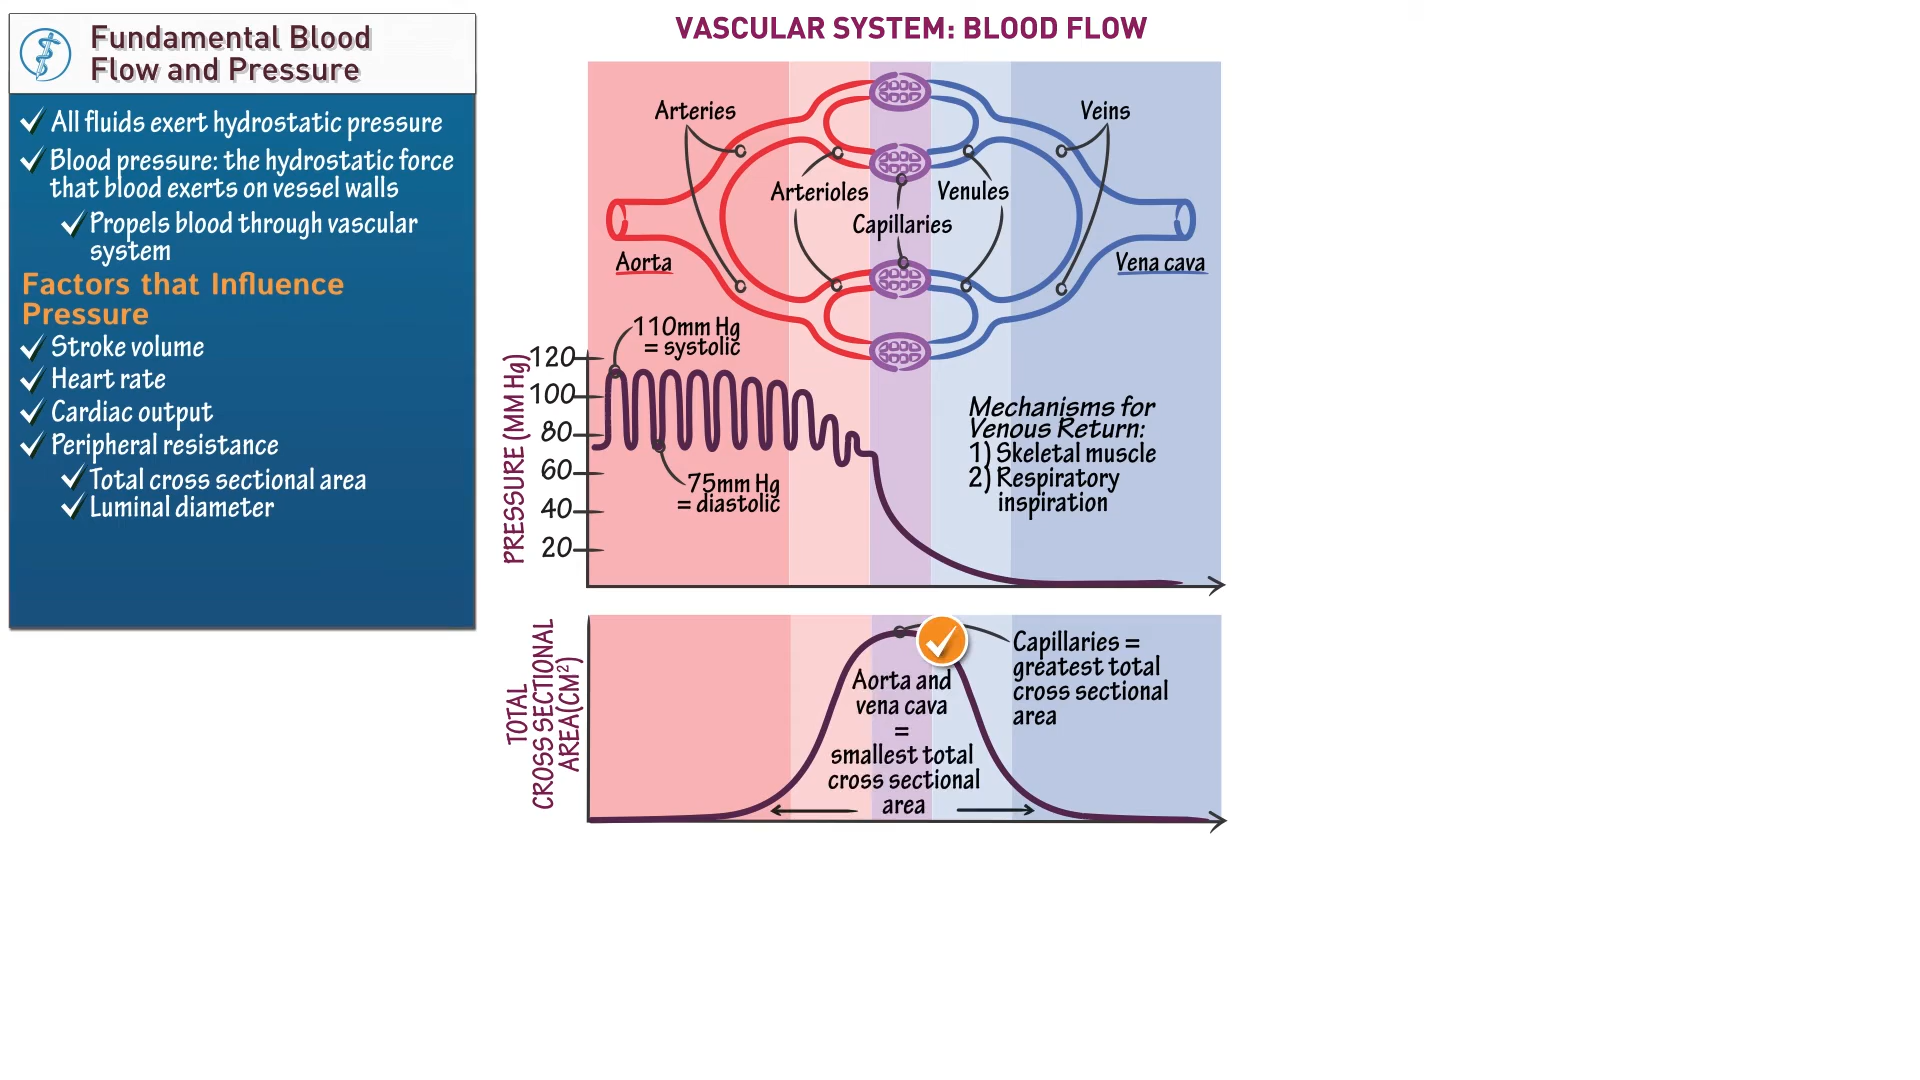 Fundamental Blood
Flow and Pressure
All fluids exert hydrostatic pressure
Blood pressure: the hydrostatic force
that blood exerts on vessel walls
Propels blood through vascular
system
Factors that Influence
Pressure
Stroke volume
Heart rate
Cardiac output
Peripheral resistance
Total cross sectional area
Luminal diameter
VASCULAR SYSTEM: BLOOD FLOW
Arteries
Veins
Arterioles
Venules
Capillaries
Aorta
Vena cava
110mm Hg
= systolic
PRESSURE (MM Hg)
120
100
80
60
40
20
75mm Hg
= diastolic
Mechanisms for
Venous Return:
1) Skeletal muscle
2) Respiratory
inspiration
TOTAL
CROSS SECTIONAL
AREA(CM²)
Capillaries =
greatest total
cross sectional
area
Aorta and
vena cava
=
smallest total
cross sectional
area